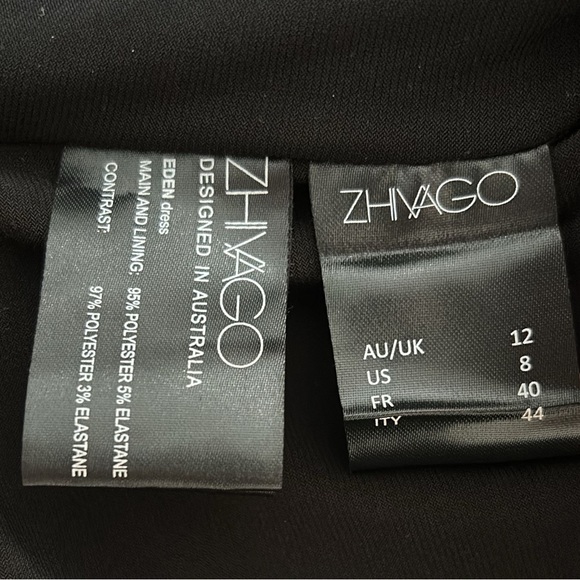 ZHIVAGO
DESIGNED IN AUSTRALIA
EDEN dress
MAIN AND LINING: 95% POLYESTER 5% ELASTANE
CONTRAST: 97% POLYESTER 3% ELASTANE
ZHIVAGO
AU/UK 12
US 8
FR 40
ITY 44